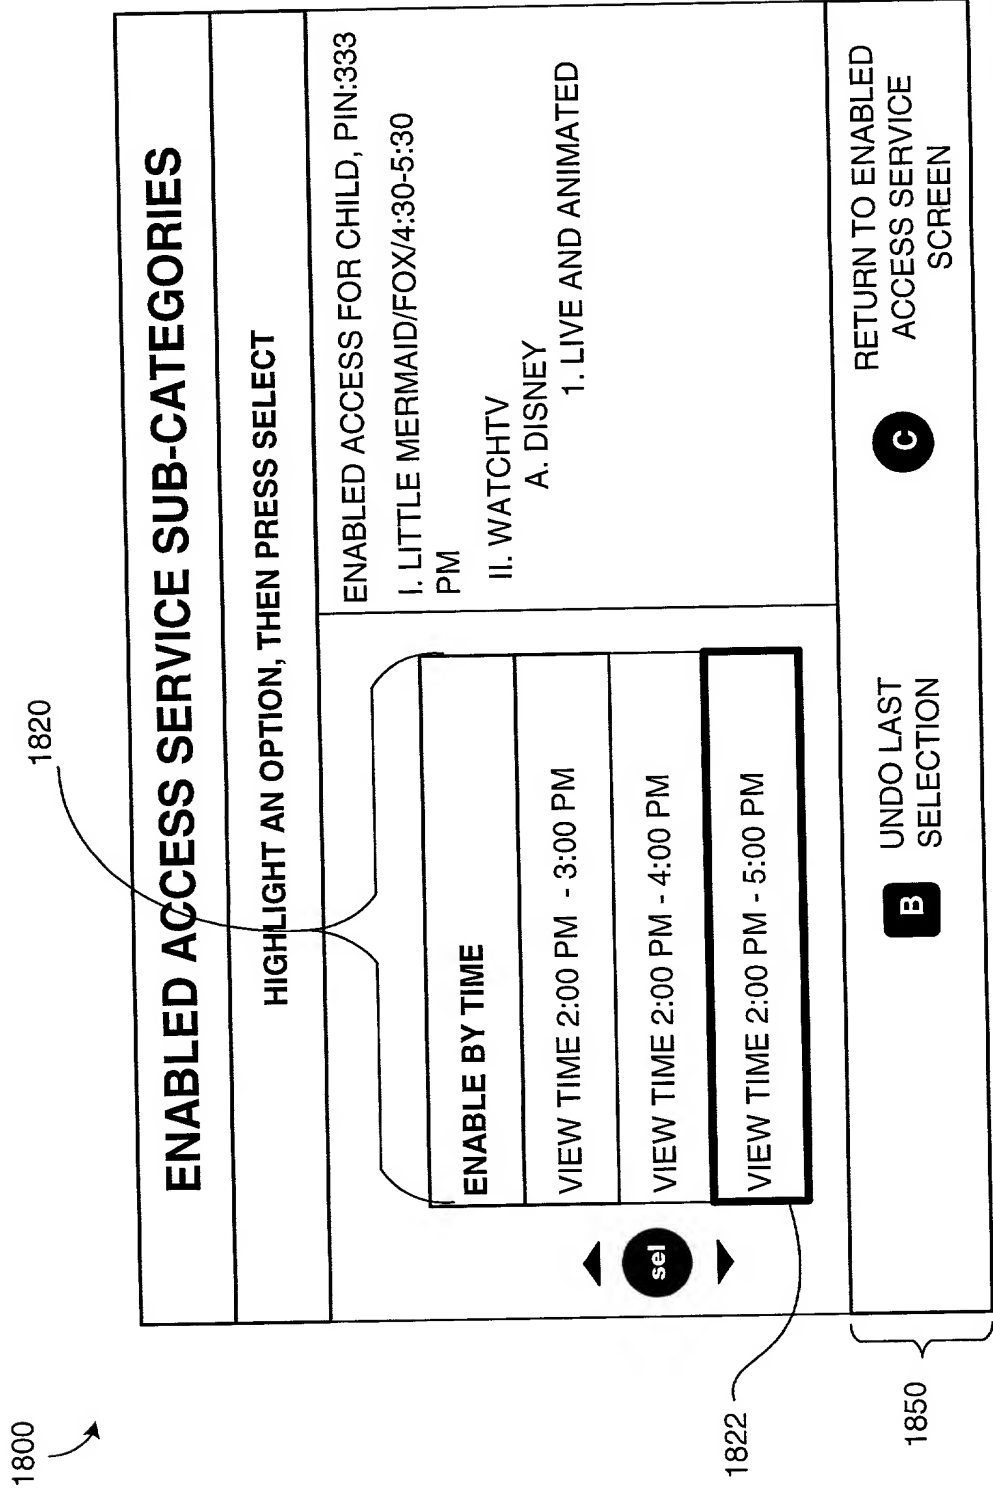 1800
1820
ENABLED ACCESS SERVICE SUB-CATEGORIES
HIGHLIGHT AN OPTION, THEN PRESS SELECT
sel
ENABLE BY TIME
VIEW TIME 2:00 PM - 3:00 PM
VIEW TIME 2:00 PM - 4:00 PM
VIEW TIME 2:00 PM - 5:00 PM
1822
ENABLED ACCESS FOR CHILD, PIN:333
I. LITTLE MERMAID/FOX/4:30-5:30
PM
II. WATCHTV
A. DISNEY
1. LIVE AND ANIMATED
1850
B
UNDO LAST
SELECTION
C
RETURN TO ENABLED
ACCESS SERVICE
SCREEN